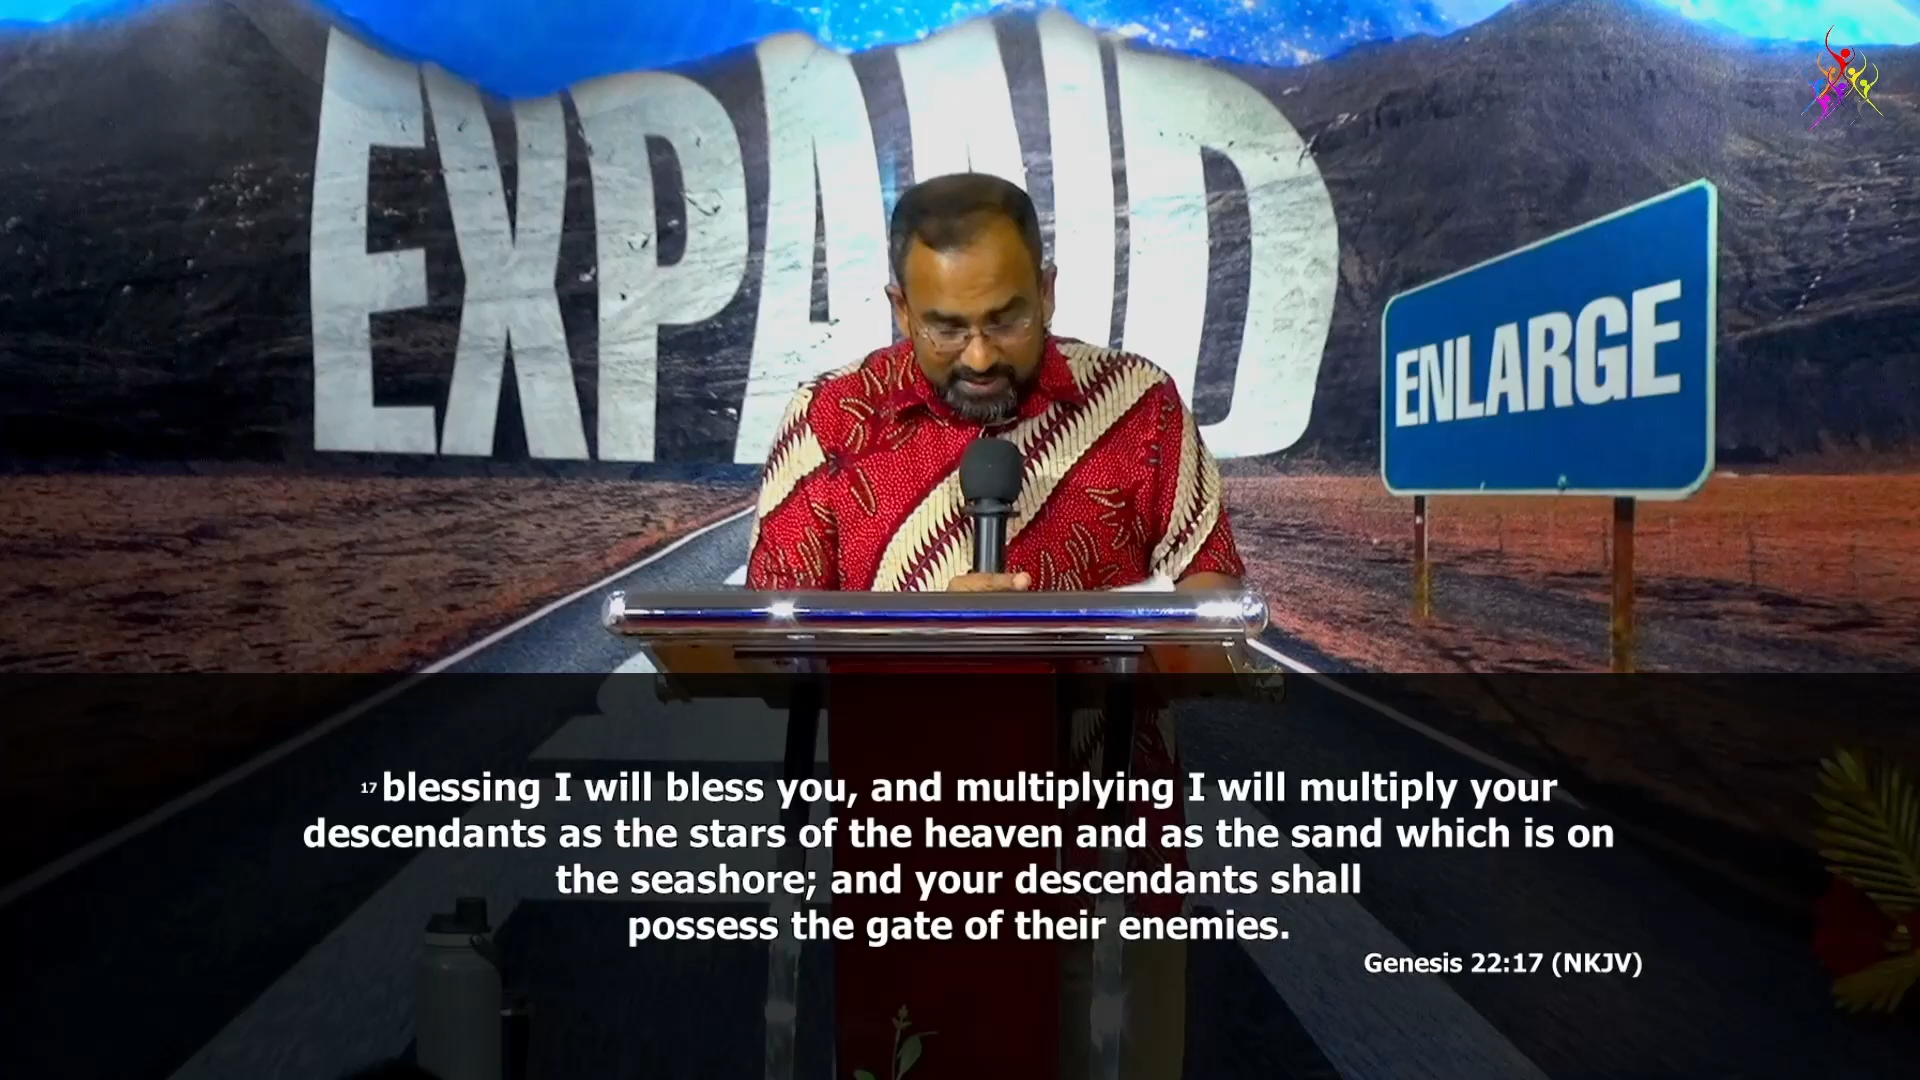 EXPAND
ENLARGE
17 blessing I will bless you, and multiplying I will multiply your
descendants as the stars of the heaven and as the sand which is on
the seashore; and your descendants shall
possess the gate of their enemies.
Genesis 22:17 (NKJV)